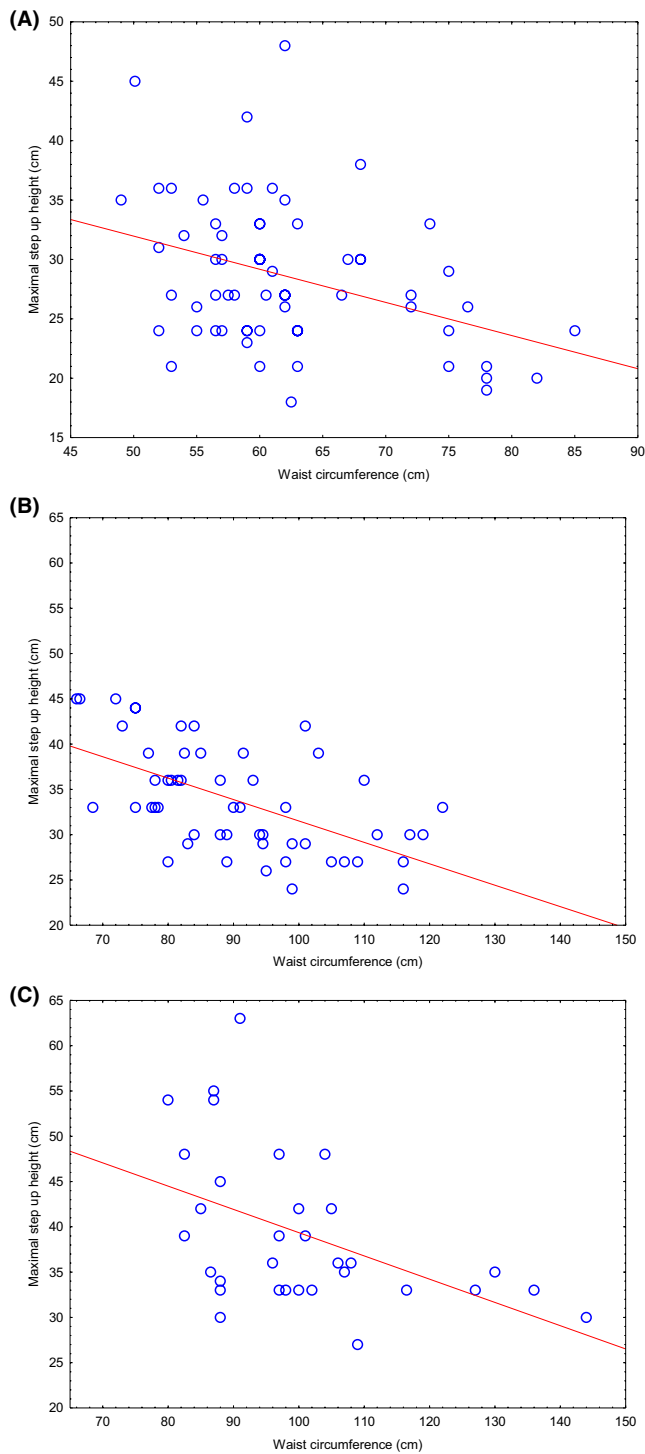 (A)
50
45
40
35
30
25
20
15
Maximal step up height (cm)
45 50 55 60 65 70 75 80 85 90
Waist circumference (cm)
(B)
65
60
55
50
45
40
35
30
25
20
Maximal step up height (cm)
70 80 90 100 110 120 130 140 150
Waist circumference (cm)
(C)
65
60
55
50
45
40
35
30
25
20
Maximal step up height (cm)
70 80 90 100 110 120 130 140 150
Waist circumference (cm)